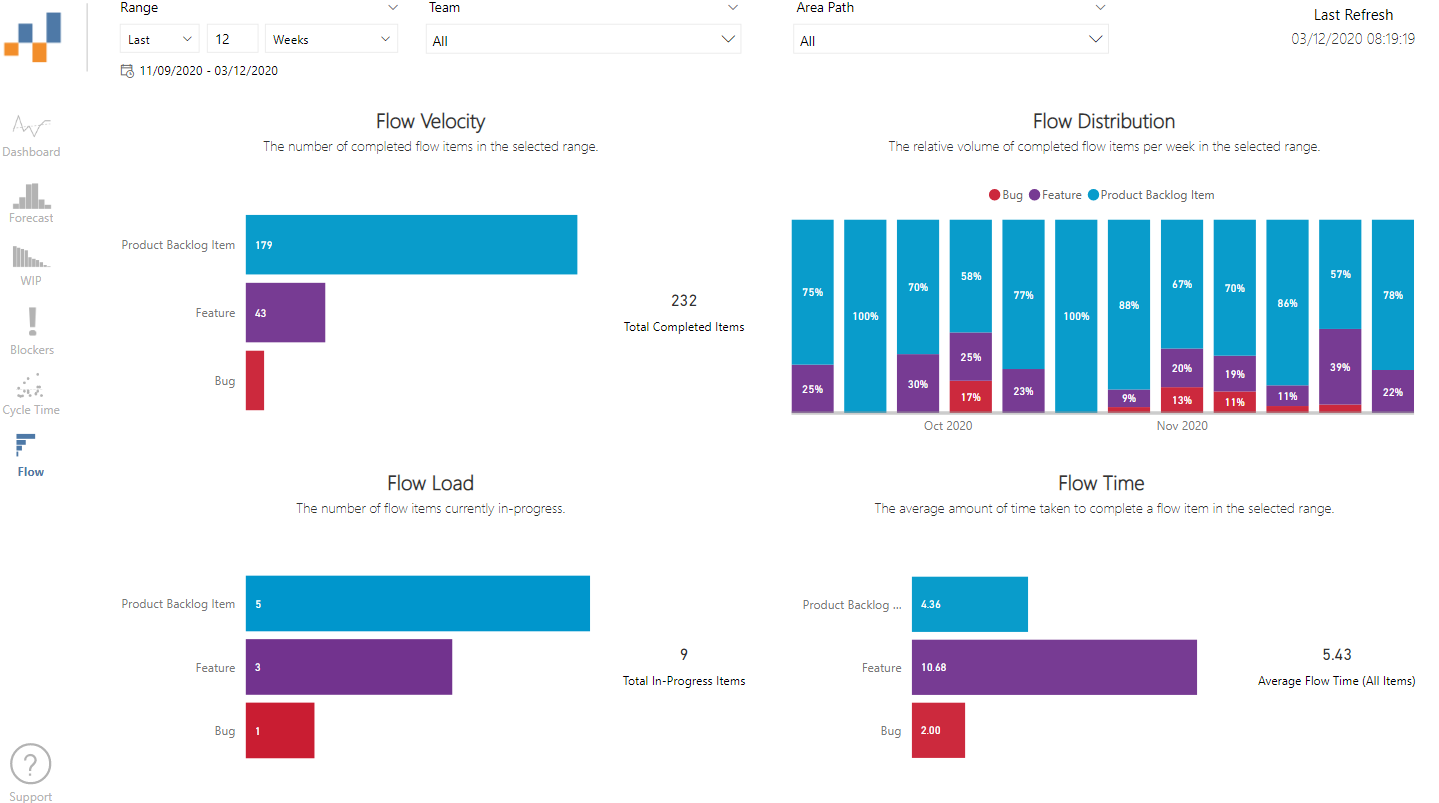 Range
Team
Area Path
Last Refresh
Last 12 Weeks
All
All
03/12/2020 08:19:19
11/09/2020 - 03/12/2020
Dashboard
Forecast
WIP
Blockers
Cycle Time
Flow
Support
Flow Velocity
The number of completed flow items in the selected range.
Product Backlog Item
179
Feature
43
Bug
232
Total Completed Items
Flow Distribution
The relative volume of completed flow items per week in the selected range.
Bug Feature Product Backlog Item
75% 25%
100%
70% 30%
58% 25% 17%
77% 23%
100%
88% 9%
67% 20% 13%
70% 19% 11%
86% 11%
57% 39%
78% 22%
Oct 2020
Nov 2020
Flow Load
The number of flow items currently in-progress.
Product Backlog Item
5
Feature
3
Bug
1
9
Total In-Progress Items
Flow Time
The average amount of time taken to complete a flow item in the selected range.
Product Backlog ...
4.36
Feature
10.68
Bug
2.00
5.43
Average Flow Time (All Items)